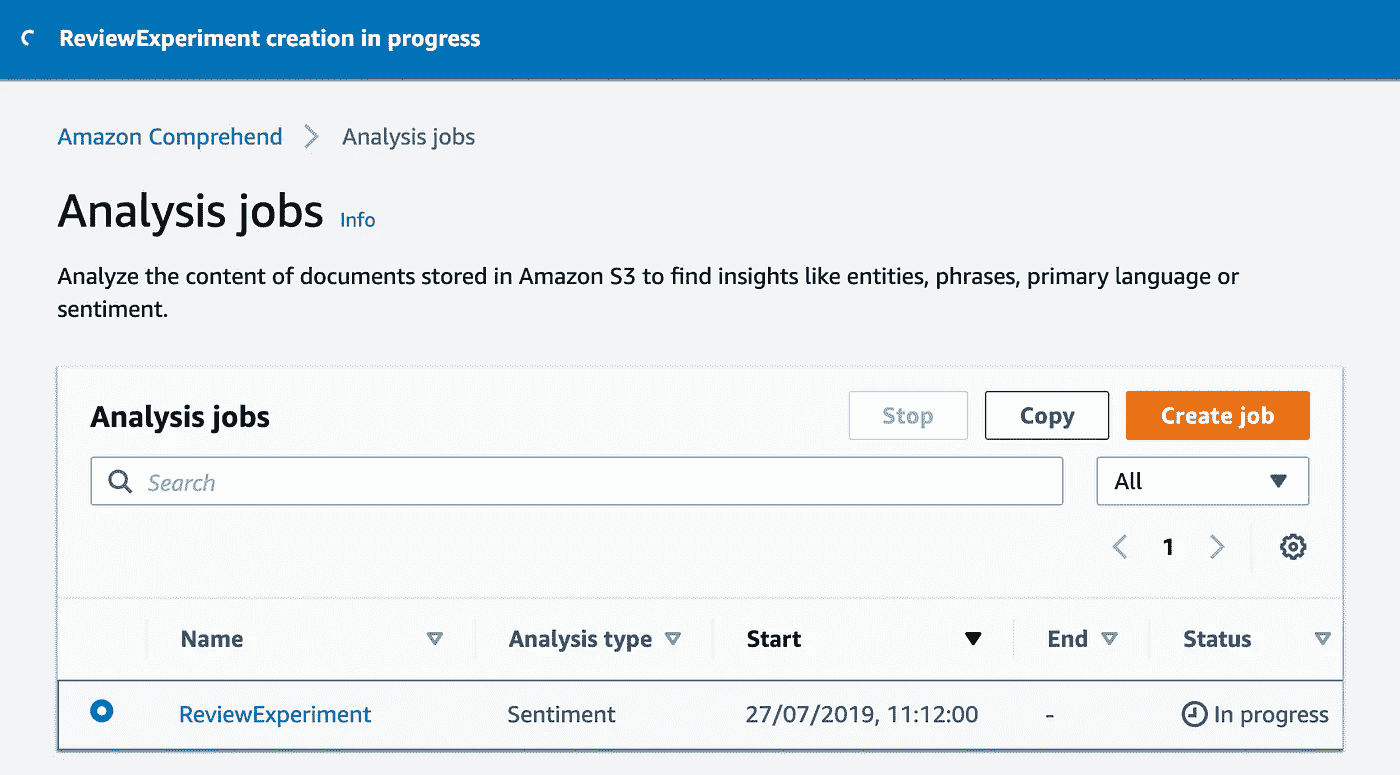 ReviewExperiment creation in progress
Amazon Comprehend Analysis jobs
Analysis jobs Info
Analyze the content of documents stored in Amazon S3 to find insights like entities, phrases, primary language or
sentiment.
Analysis jobs Stop Copy Create job
Search All
1
Name Analysis type Start End Status
ReviewExperiment Sentiment 27/07/2019, 11:12:00 - In progress